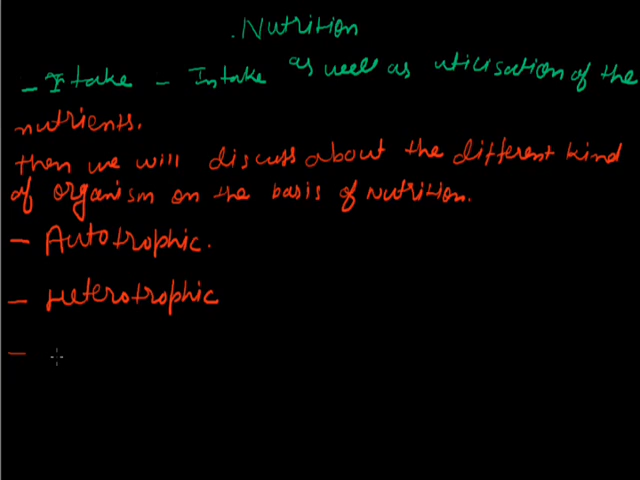 . Nutrition
- Itake - Intake as well as utilisation of the
nutrients.
then we will discuss about the different kind
of organism on the basis of Nutrition.
- Autotrophic.
- Heterotrophic
-